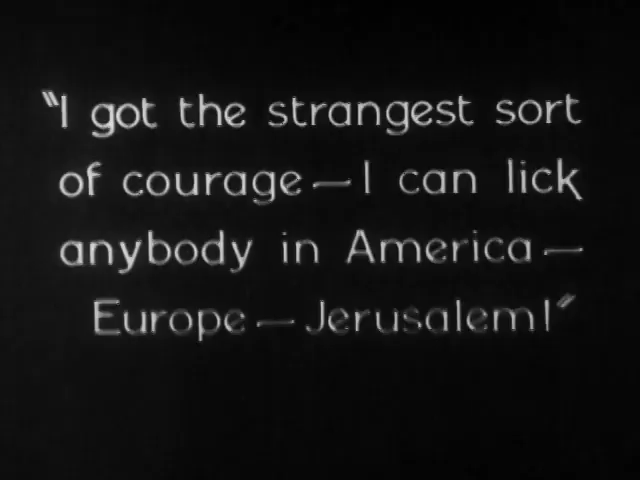 "I got the strangest sort
of courage — I can lick
anybody in America —
Europe — Jerusalem!"